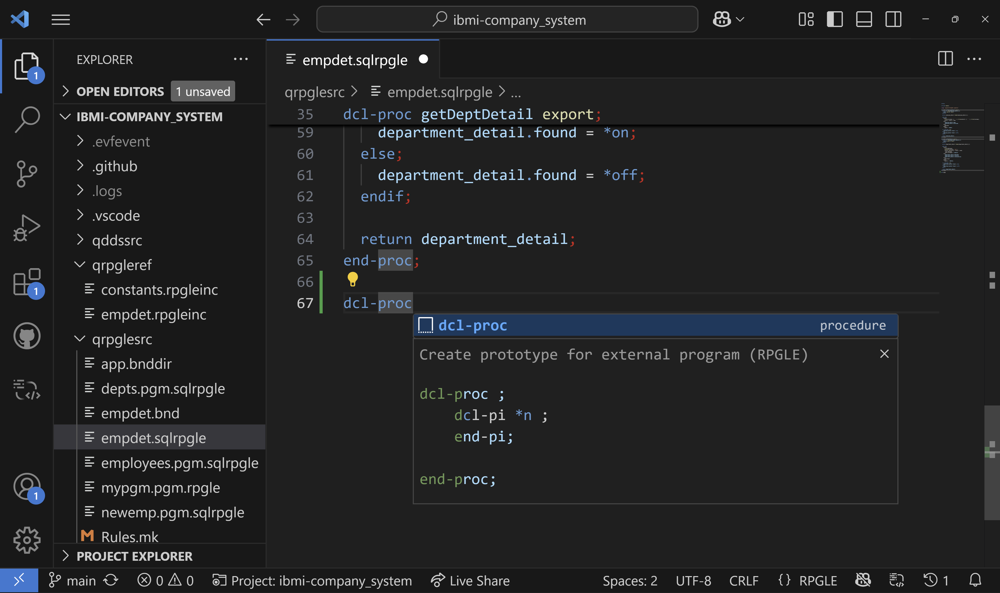 ibmi-company_system
EXPLORER
OPEN EDITORS 1 unsaved
IBMI-COMPANY_SYSTEM
.evfevent
.github
.logs
.vscode
qddssrc
qrpgleref
constants.rpgleinc
empdet.rpgleinc
qrpglesrc
app.bnddir
depts.pgm.sqlrpgle
empdet.bnd
empdet.sqlrpgle
employees.pgm.sqlrpgle
mypgm.pgm.rpgle
newemp.pgm.sqlrpgle
M Rules.mk
PROJECT EXPLORER
1
1
1
empdet.sqlrpgle
qrpglesrc > empdet.sqlrpgle > ...
35 dcl-proc getDeptDetail export;
59 department_detail.found = *on;
60 else;
61 department_detail.found = *off;
62 endif;
63
64 return department_detail;
65 end-proc;
66
67 dcl-proc
dcl-proc procedure
Create prototype for external program (RPGLE)
dcl-proc ;
dcl-pi *n ;
end-pi;
end-proc;
main 0 0 Project: ibmi-company_system Live Share Spaces: 2 UTF-8 CRLF {} RPGLE 1